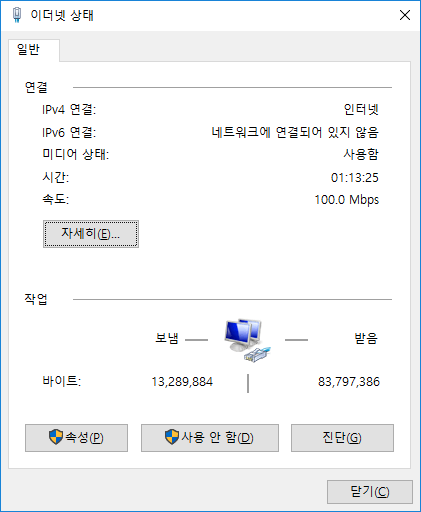 이더넷 상태
일반
연결
IPv4 연결: 인터넷
IPv6 연결: 네트워크에 연결되어 있지 않음
미디어 상태: 사용함
시간: 01:13:25
속도: 100.0 Mbps
자세히(E)...
작업
보냄 받음
바이트: 13,289,884 83,797,386
속성(P) 사용 안 함(D) 진단(G)
닫기(C)